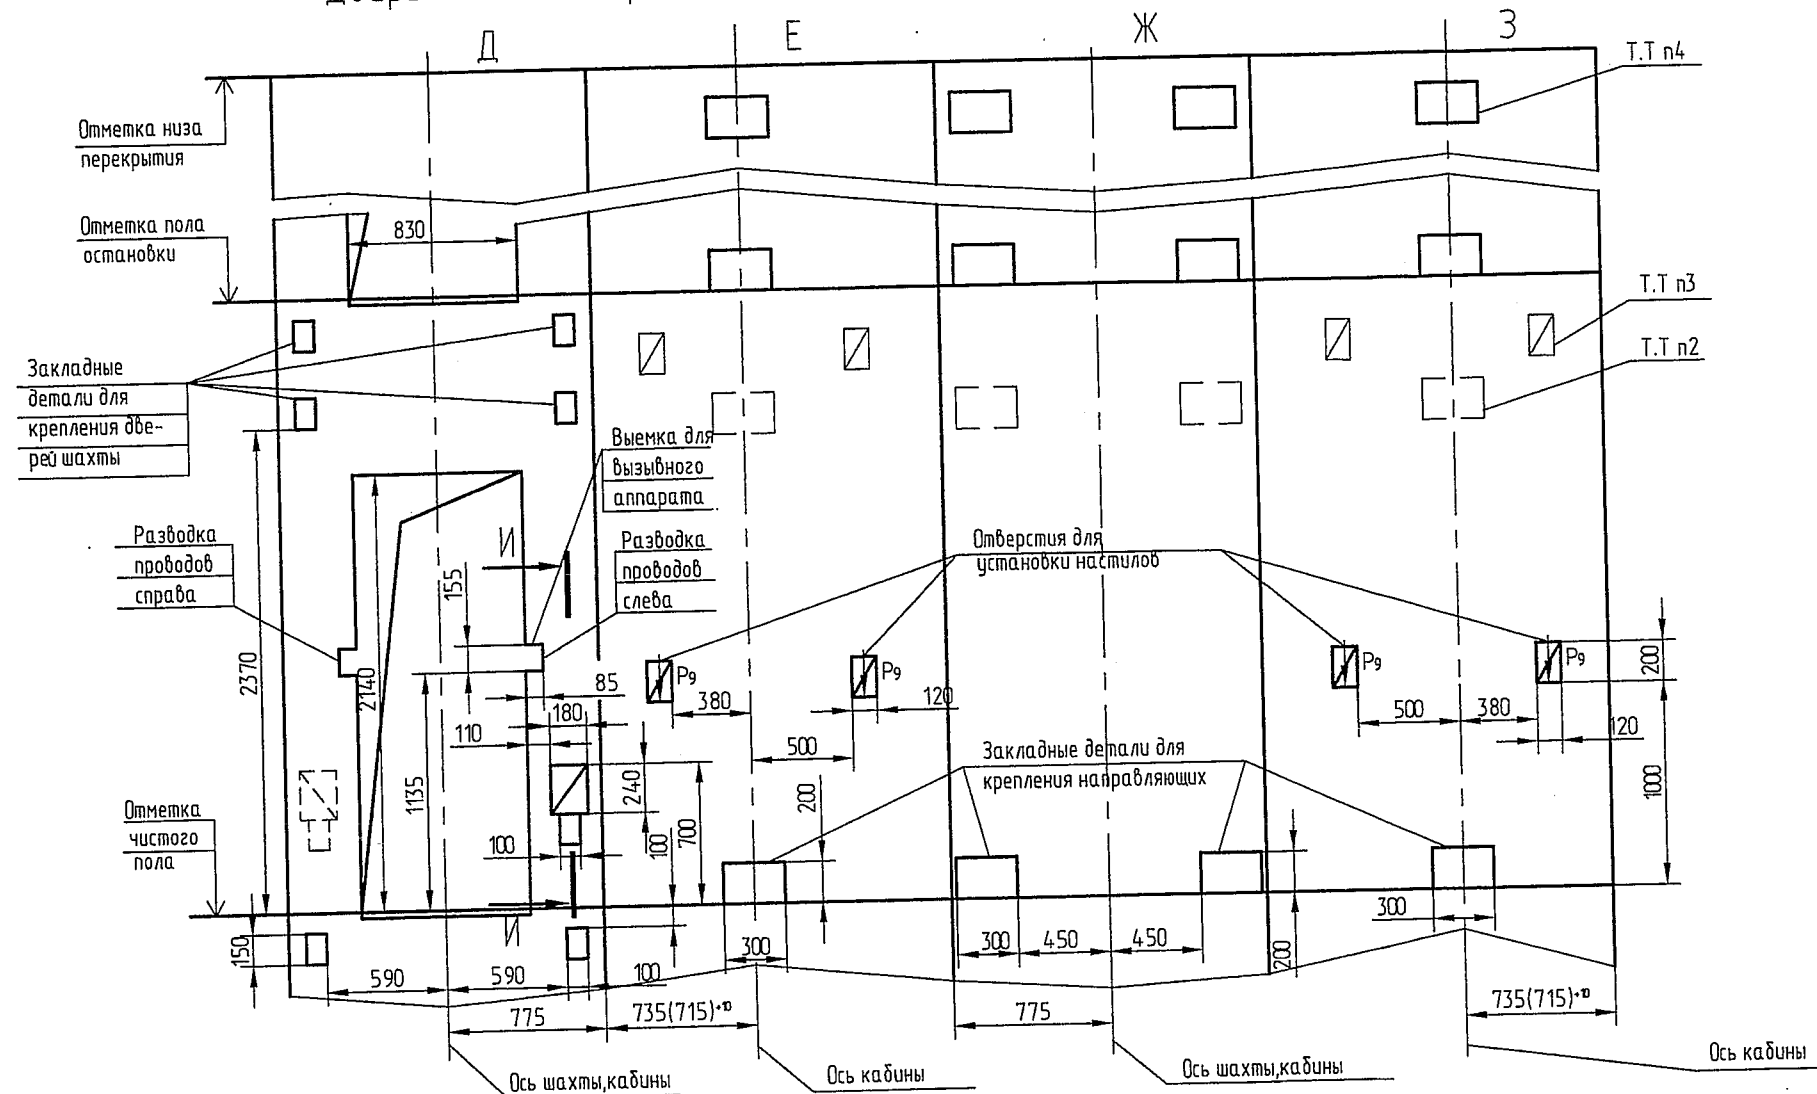 Д
Е
Ж
З
Т.Т п4
Отметка низа
перекрытия
Отметка пола
остановки
830
Т.Т п3
Т.Т п2
Закладные
детали для
крепления две-
рей шахты
Выемка для
вызывного
аппарата
Разводка
проводов
справа
И
Разводка
проводов
слева
Отверстия для
установки настилов
155
2370
2140
Р9
Р9
Р9
Р9
200
85
380
120
500
380
120
180
110
500
Закладные детали для
крепления направляющих
1135
240
700
200
1000
Отметка
чистого
пола
100
100
И
300
150
300
300
450
450
200
590
590
100
775
735(715)⁺¹⁰
775
735(715)⁺¹⁰
Ось шахты,кабины
Ось кабины
Ось шахты,кабины
Ось кабины